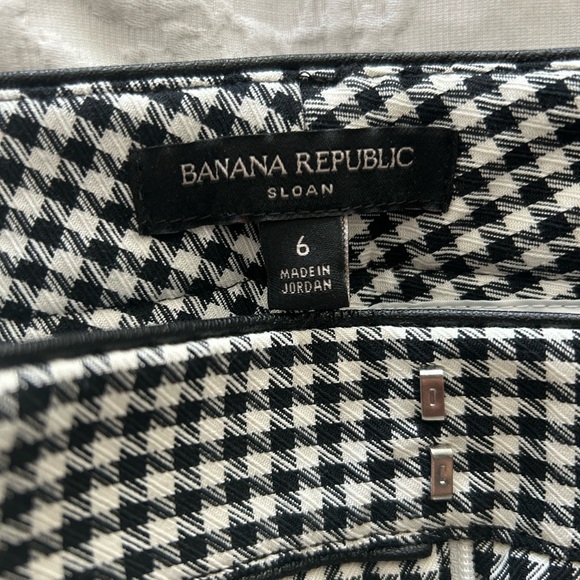 BANANA REPUBLIC
SLOAN
6
MADE IN
JORDAN